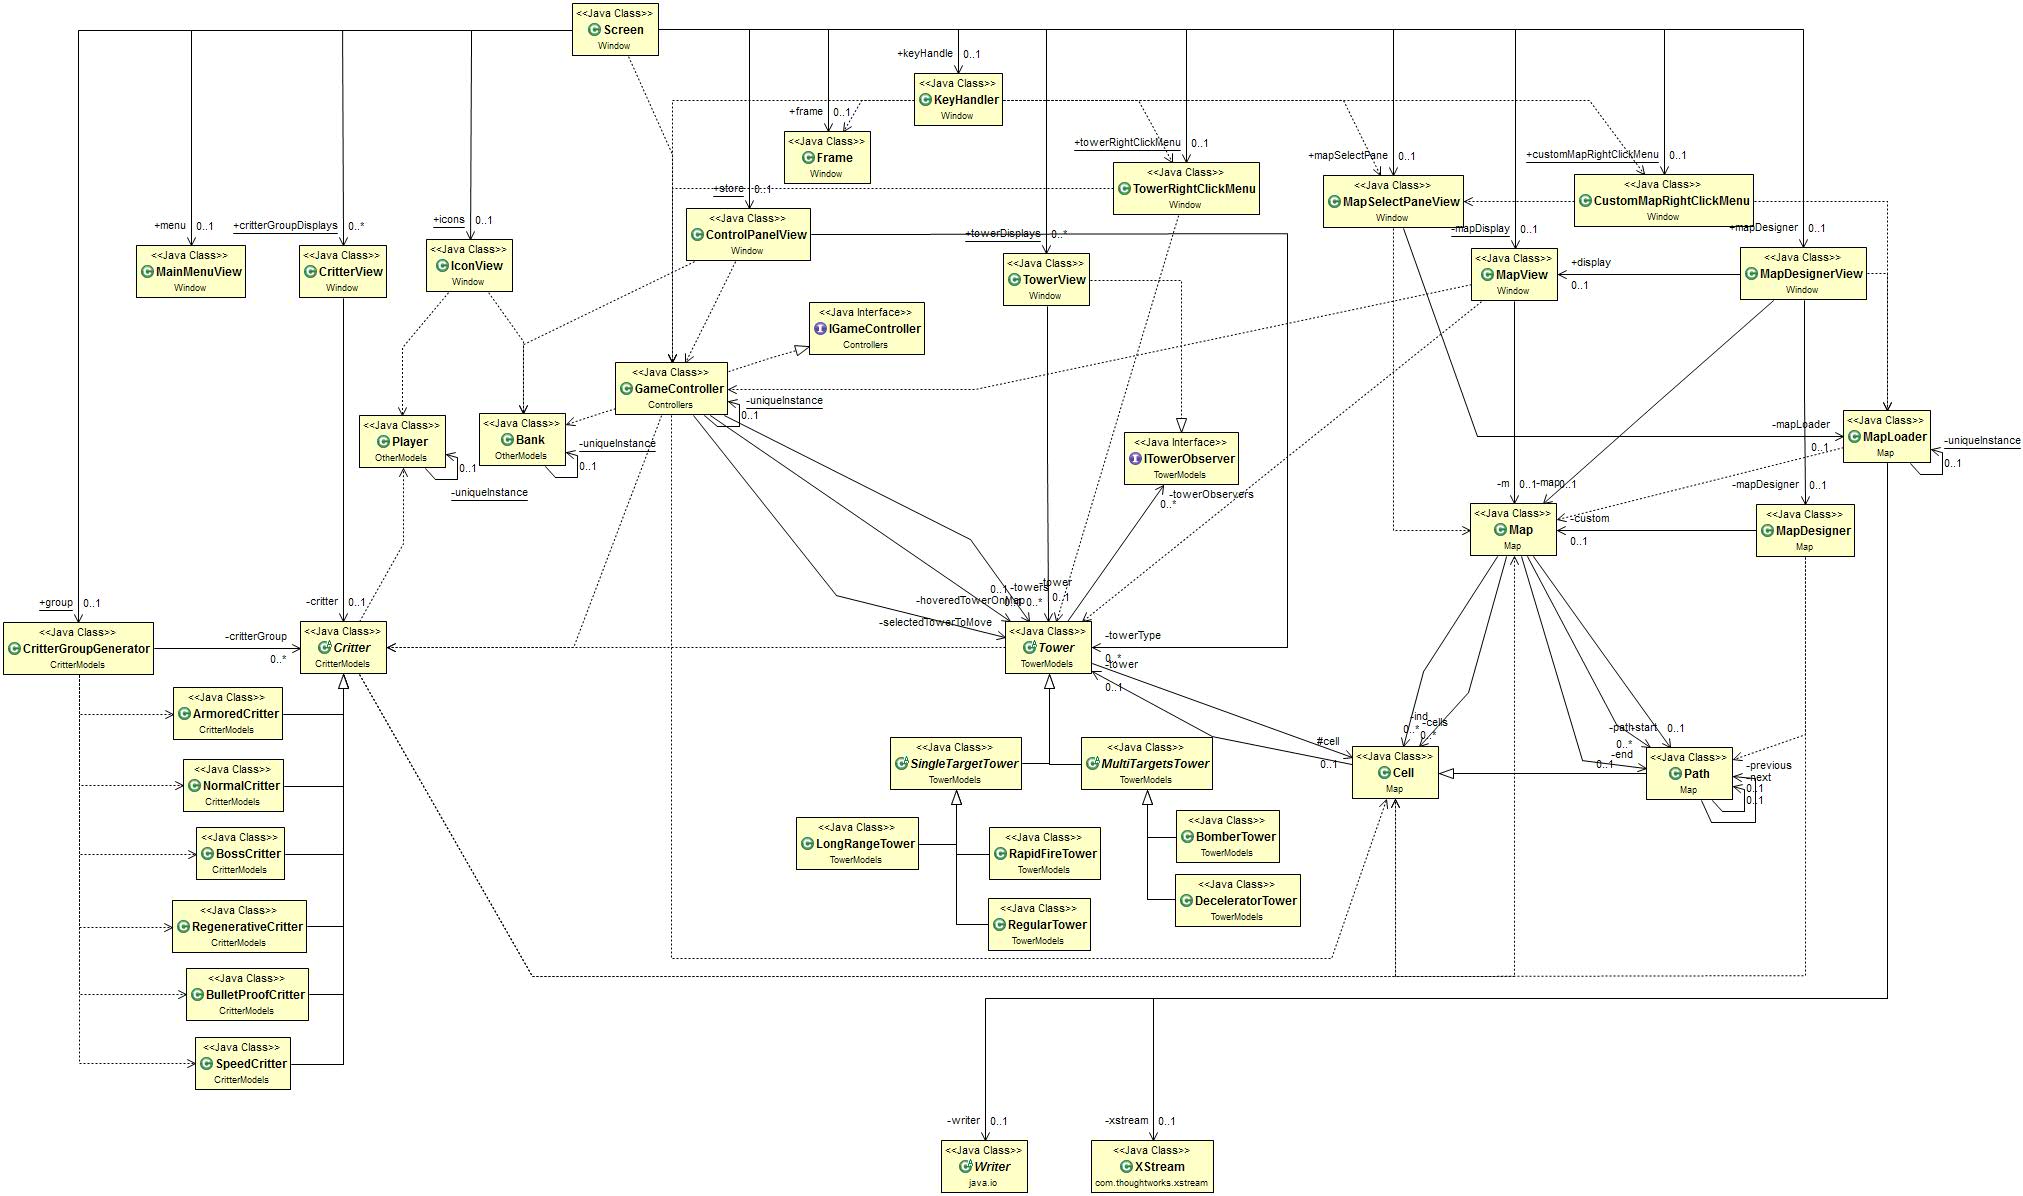 <<Java Class>>
Screen
Window
+keyHandle 0..1
<<Java Class>>
KeyHandler
Window
+frame 0..1
<<Java Class>>
Frame
Window
+towerRightClickMenu 0..1
<<Java Class>>
TowerRightClickMenu
Window
+mapSelectPane 0..1
<<Java Class>>
MapSelectPaneView
Window
+customMapRightClickMenu 0..1
<<Java Class>>
CustomMapRightClickMenu
Window
+store 0..1
<<Java Class>>
ControlPanelView
Window
+menu 0..1
<<Java Class>>
MainMenuView
Window
+critterGroupDisplays 0..*
<<Java Class>>
CritterView
Window
+icons 0..1
<<Java Class>>
IconView
Window
+towerDisplays 0..*
<<Java Class>>
TowerView
Window
-mapDisplay 0..1
<<Java Class>>
MapView
Window
+display
0..1
+mapDesigner 0..1
<<Java Class>>
MapDesignerView
Window
<<Java Interface>>
IGameController
Controllers
<<Java Class>>
GameController
Controllers
-uniqueInstance
0..1
<<Java Class>>
Player
OtherModels
0..1
-uniqueInstance
<<Java Class>>
Bank
OtherModels
-uniqueInstance
0..1
<<Java Interface>>
ITowerObserver
TowerModels
-towerObservers
0..*
-mapLoader
0..1
<<Java Class>>
MapLoader
Map
-uniqueInstance
0..1
-m 0..1
-map 0..1
<<Java Class>>
Map
Map
-custom
0..1
-mapDesigner 0..1
<<Java Class>>
MapDesigner
Map
+group 0..1
<<Java Class>>
CritterGroupGenerator
CritterModels
-critterGroup
0..*
-critter 0..1
<<Java Class>>
Critter
CritterModels
0..1
-towers
0..*
-tower
0..1
-hoveredTowerOnMap
0..1
-selectedTowerToMove
<<Java Class>>
Tower
TowerModels
-towerType
0..*
-tower
0..1
<<Java Class>>
ArmoredCritter
CritterModels
<<Java Class>>
NormalCritter
CritterModels
<<Java Class>>
BossCritter
CritterModels
<<Java Class>>
RegenerativeCritter
CritterModels
<<Java Class>>
BulletProofCritter
CritterModels
<<Java Class>>
SpeedCritter
CritterModels
<<Java Class>>
SingleTargetTower
TowerModels
<<Java Class>>
MultiTargetsTower
TowerModels
<<Java Class>>
LongRangeTower
TowerModels
<<Java Class>>
RapidFireTower
TowerModels
<<Java Class>>
RegularTower
TowerModels
<<Java Class>>
BomberTower
TowerModels
<<Java Class>>
DeceleratorTower
TowerModels
#cell
0..1
-ind
0..*
-cells
0..*
<<Java Class>>
Cell
Map
-path
0..*
-start 0..1
-end
0..1
<<Java Class>>
Path
Map
-previous
-next
0..1
0..1
-writer 0..1
<<Java Class>>
Writer
java.io
-xstream 0..1
<<Java Class>>
XStream
com.thoughtworks.xstream